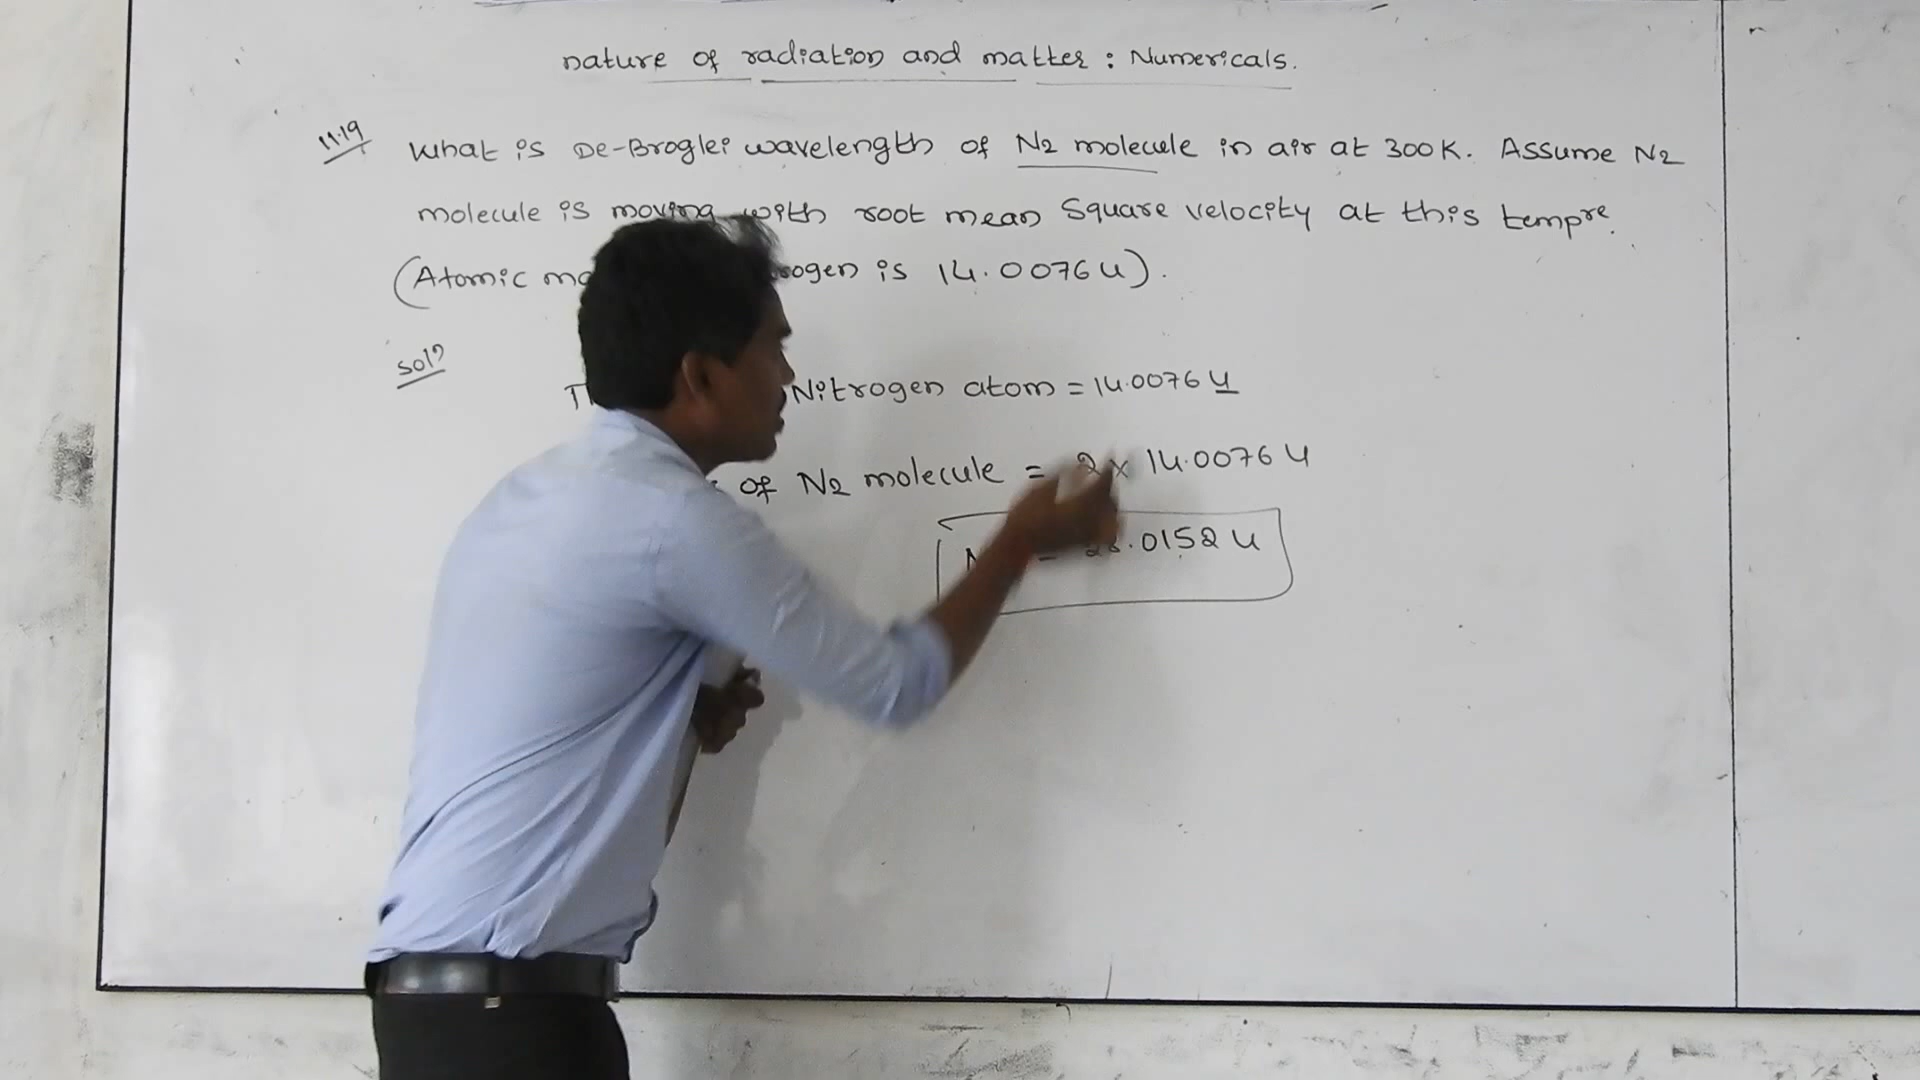 nature of radiation and matter : Numericals.
11.19 What is De-Broglei wavelength of N2 molecule in air at 300K. Assume N2
molecule is moving with root mean Square velocity at this tempre.
(Atomic is 14.0076 u).
Soln
Nitrogen atom = 14.0076 u
of N2 molecule = 2 x 14.0076 u
= 28.0152 u